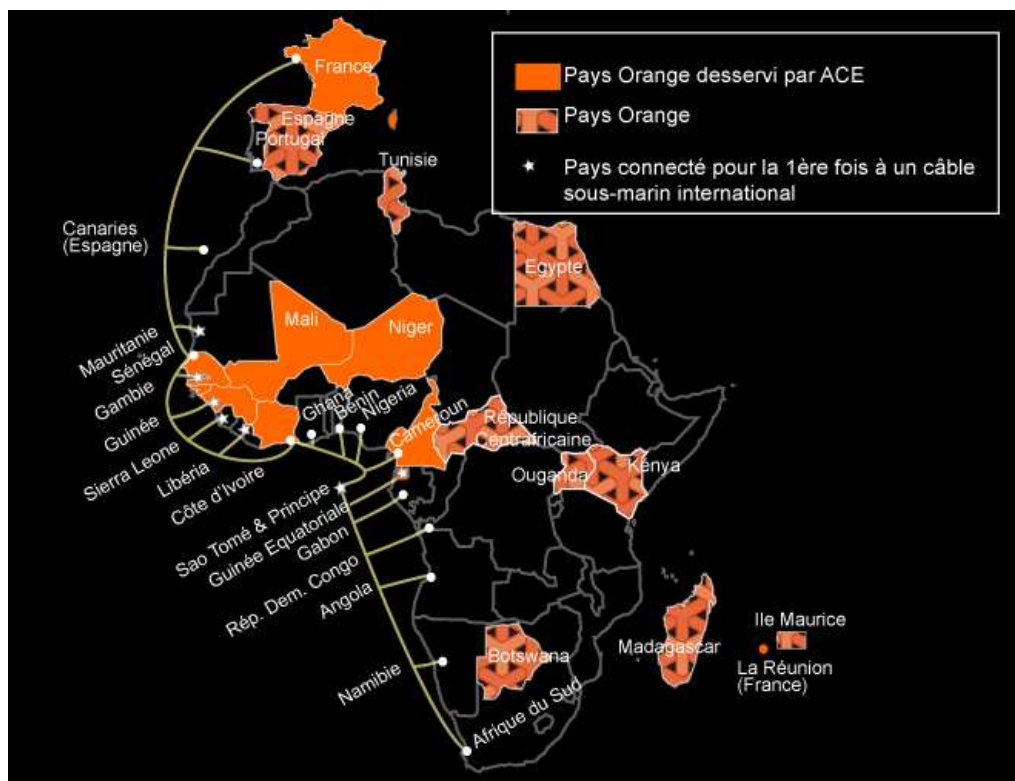 France
Pays Orange desservi par ACE
Pays Orange
Pays connecté pour la 1ère fois à un câble
sous-marin international
Espagne
Portugal
Tunisie
Canaries
(Espagne)
Egypte
Mali
Niger
Mauritanie
Sénégal
Gambie
Guinée
Sierra Leone
Libéria
Côte d'Ivoire
Ghana
Bénin
Nigeria
Cameroun
République
Centrafricaine
Ouganda
Kénya
Sao Tomé & Principe
Guinée Equatoriale
Gabon
Rép. Dem. Congo
Angola
Namibie
Botswana
Afrique du Sud
Madagascar
Ile Maurice
La Réunion
(France)